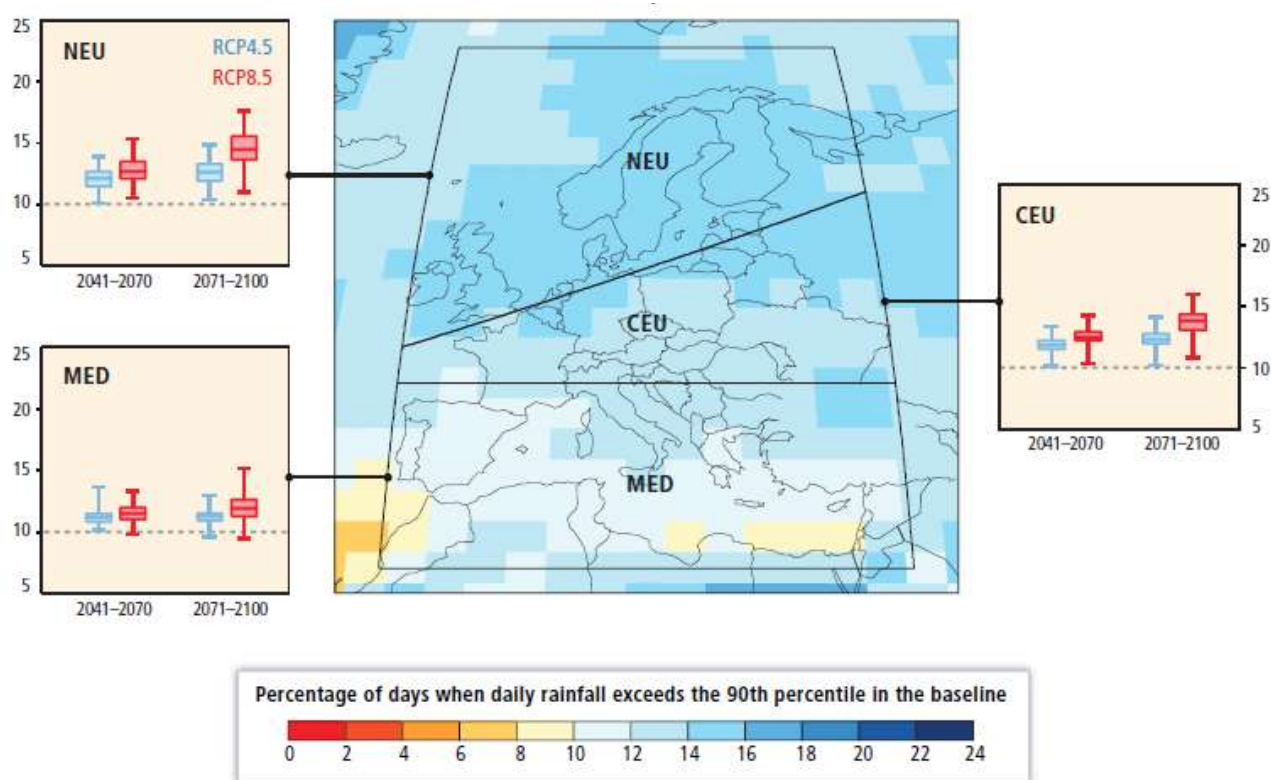 25
20
15
10
5
NEU
RCP4.5
RCP8.5
2041–2070
2071–2100
25
20
15
10
5
MED
2041–2070
2071–2100
NEU
CEU
MED
CEU
25
20
15
10
5
2041–2070
2071–2100
Percentage of days when daily rainfall exceeds the 90th percentile in the baseline
0 2 4 6 8 10 12 14 16 18 20 22 24